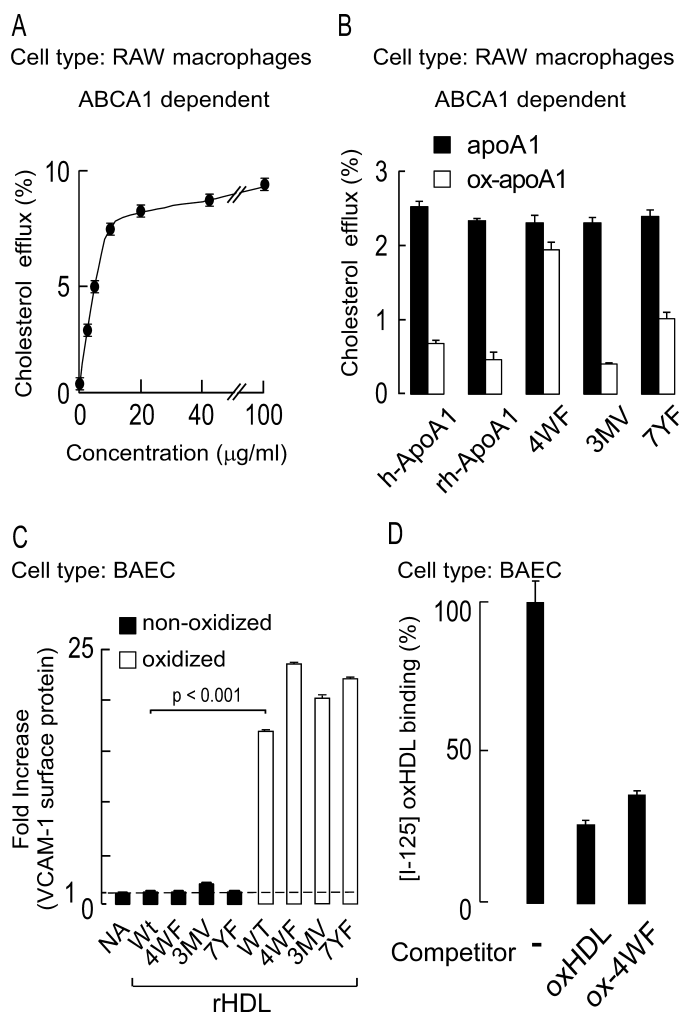 A
Cell type: RAW macrophages
ABCA1 dependent
Cholesterol efflux (%)
10
5
0
0 20 40 100
Concentration (μg/ml)
B
Cell type: RAW macrophages
ABCA1 dependent
apoA1
ox-apoA1
Cholesterol efflux (%)
3
2
1
0
h-ApoA1
rh-ApoA1
4WF
3MV
7YF
C
Cell type: BAEC
non-oxidized
oxidized
p < 0.001
Fold Increase
(VCAM-1 surface protein)
25
1
0
NA
Wt
4WF
3MV
7YF
WT
4WF
3MV
7YF
rHDL
D
Cell type: BAEC
[I-125] oxHDL binding (%)
100
50
0
Competitor
-
oxHDL
ox-4WF